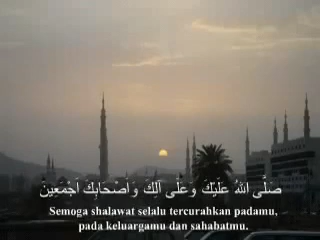 صَلَّى اللهُ عَلَيْكَ وَعَلَى آلِكَ وَأَصْحَابِكَ أَجْمَعِيْنَ
Semoga shalawat selalu tercurahkan padamu,
pada keluargamu dan sahabatmu.